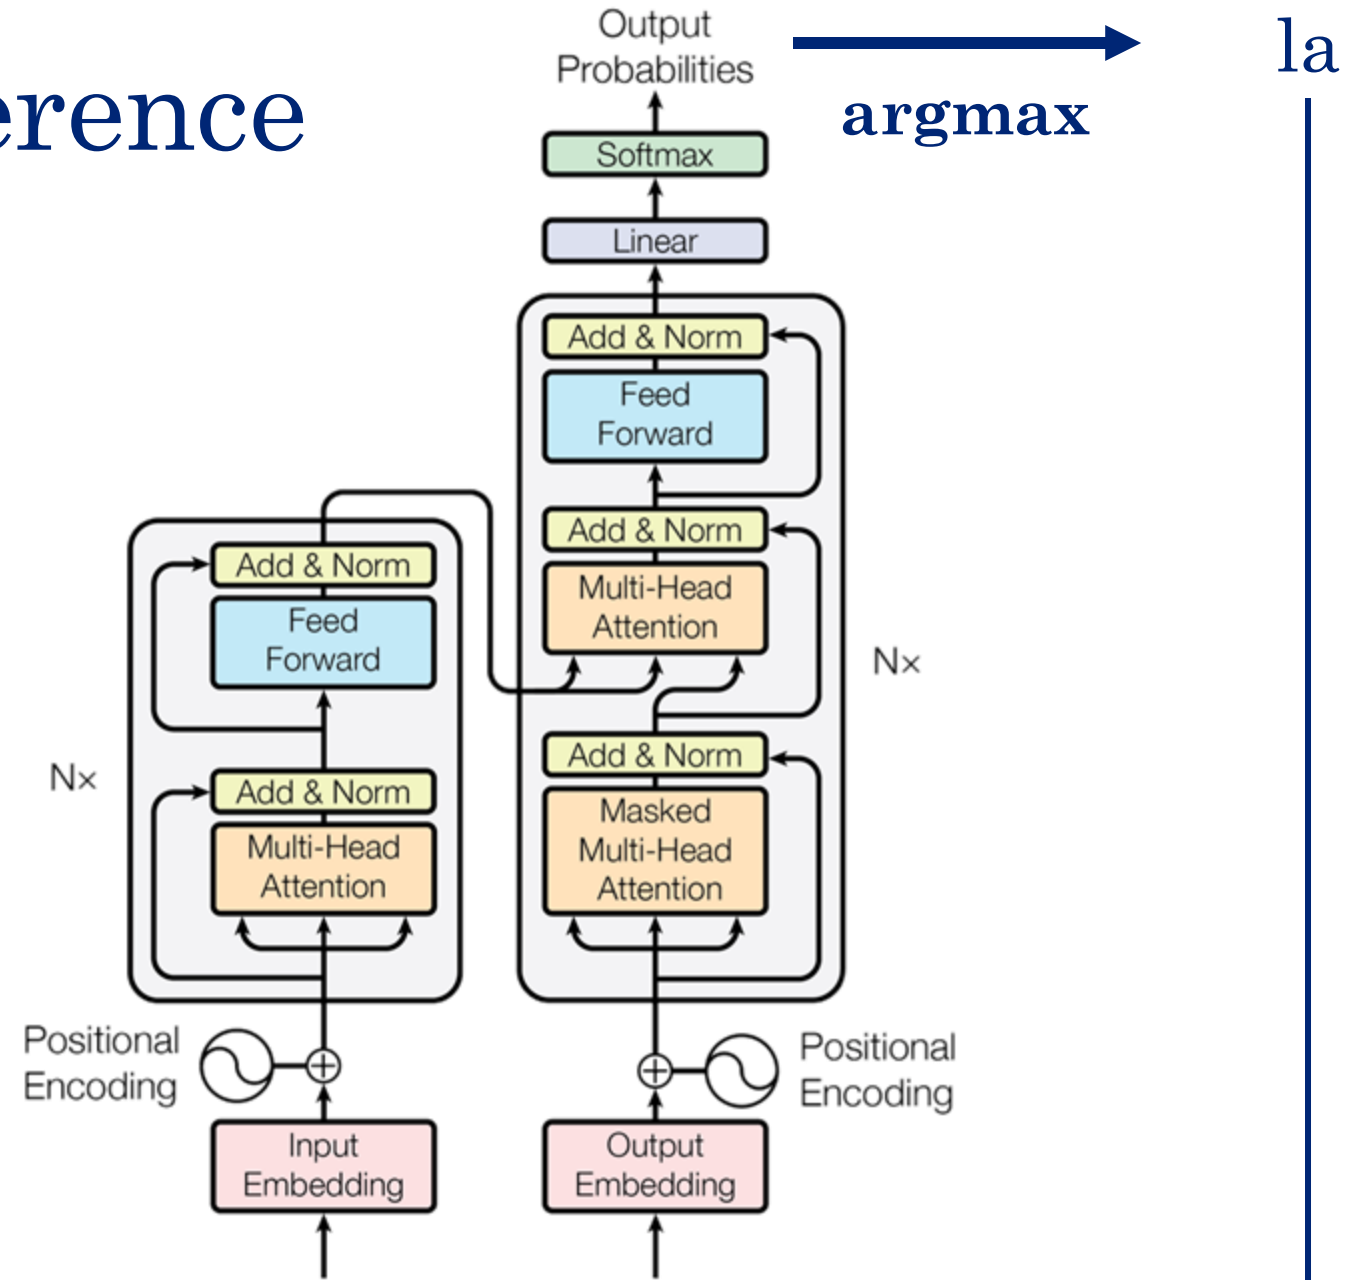 erence
Output
Probabilities
argmax
la
Softmax
Linear
Add & Norm
Feed
Forward
Add & Norm
Multi-Head
Attention
Nx
Add & Norm
Masked
Multi-Head
Attention
Add & Norm
Feed
Forward
Nx
Add & Norm
Multi-Head
Attention
Positional
Encoding
Positional
Encoding
Input
Embedding
Output
Embedding